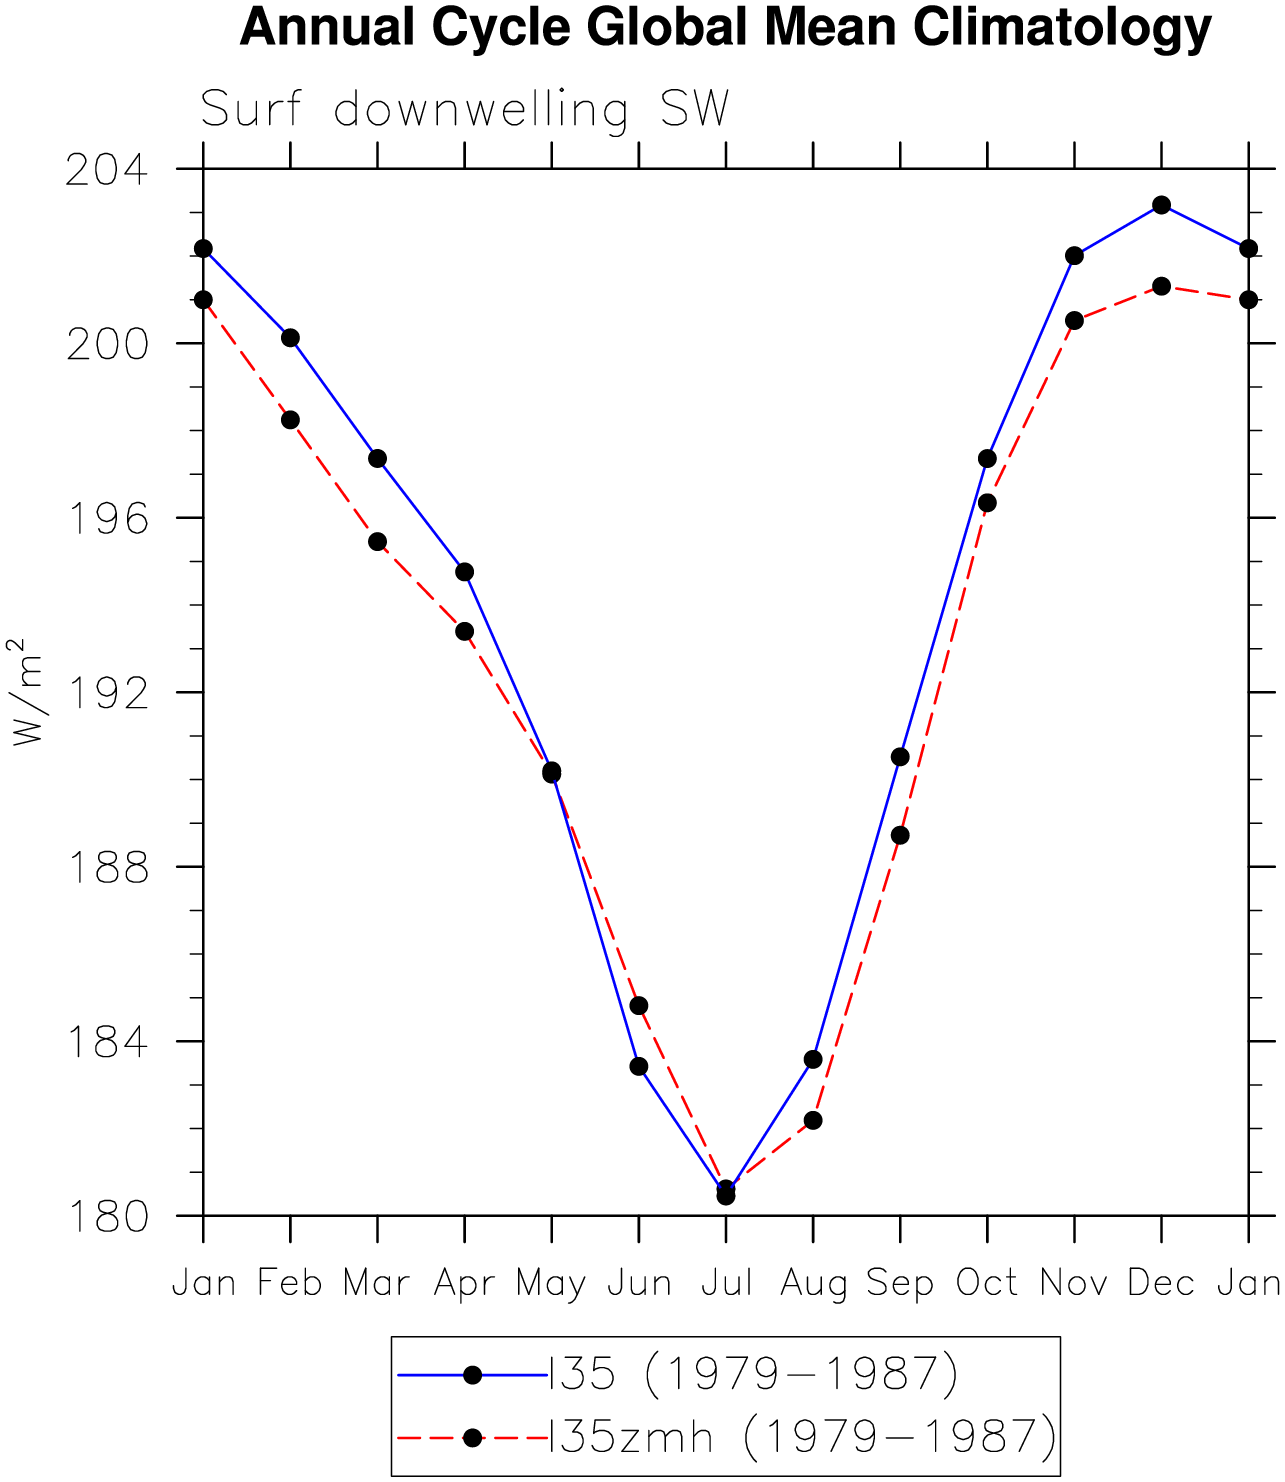 Annual Cycle Global Mean Climatology
Surf downwelling SW
204
200
196
192
188
184
180
W/m²
Jan Feb Mar Apr May Jun Jul Aug Sep Oct Nov Dec Jan
I35 (1979-1987)
I35zmh (1979-1987)